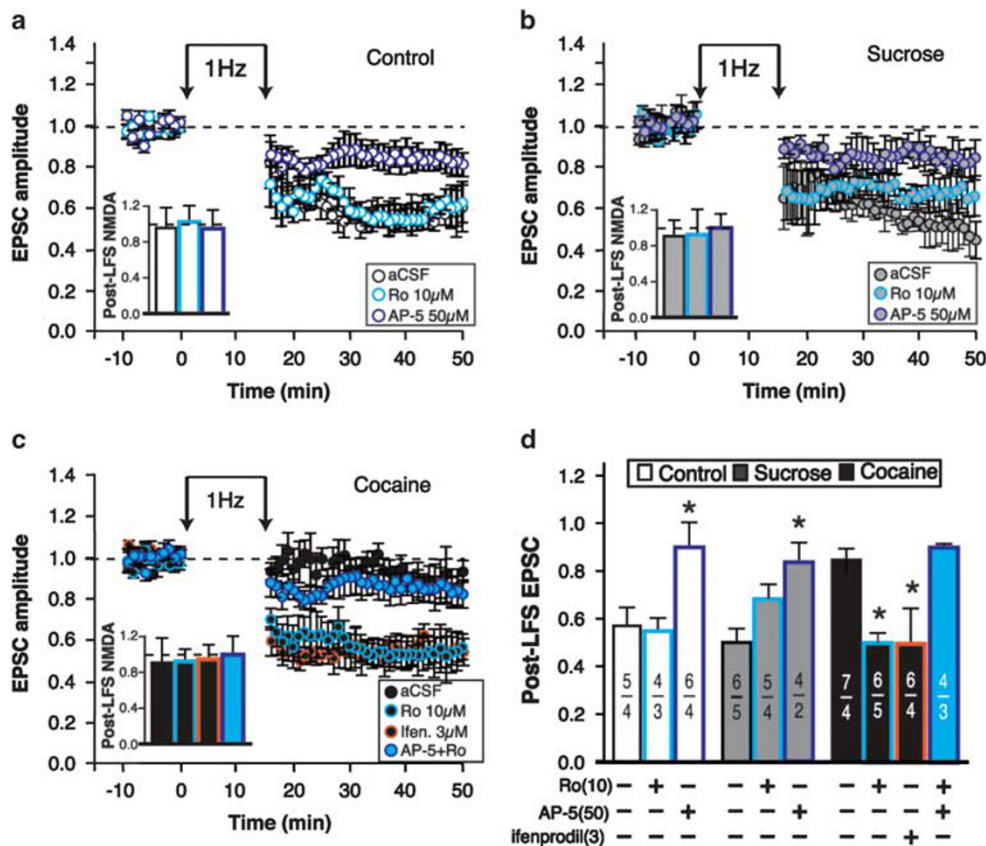 a
Control
1Hz
EPSC amplitude
1.4
1.2
1.0
0.8
0.6
0.4
0.2
0.0
Post-LFS NMDA
1.2
0.8
0.4
0.0
aCSF
Ro 10µM
AP-5 50µM
-10 0 10 20 30 40 50
Time (min)
b
Sucrose
1Hz
EPSC amplitude
1.4
1.2
1.0
0.8
0.6
0.4
0.2
0.0
Post-LFS NMDA
1.2
0.8
0.4
0.0
aCSF
Ro 10µM
AP-5 50µM
-10 0 10 20 30 40 50
Time (min)
c
Cocaine
1Hz
EPSC amplitude
1.4
1.2
1.0
0.8
0.6
0.4
0.2
0.0
Post-LFS NMDA
1.2
0.8
0.4
0.0
aCSF
Ro 10µM
Ifen. 3µM
AP-5+Ro
-10 0 10 20 30 40 50
Time (min)
d
Control Sucrose Cocaine
Post-LFS EPSC
1.2
1.0
0.8
0.6
0.4
0.2
0.0
* * * *
5 4 6 6 5 4 7 6 6 4
4 3 4 5 4 2 4 5 4 3
Ro(10) – + – – + – – + – +
AP-5(50) – – + – – + – – – +
ifenprodil(3) – – – – – – – – + –